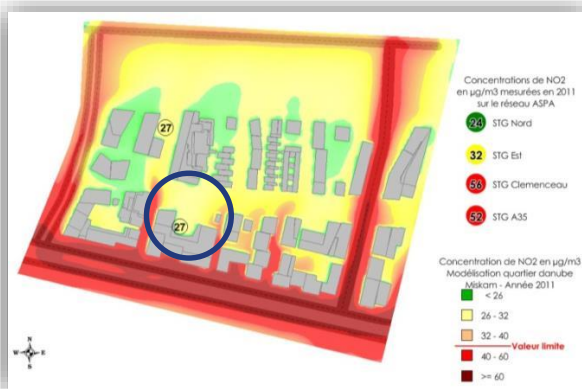 Concentrations de NO2
en µg/m3 mesurées en 2011
sur le réseau ASPA
24 STG Nord
32 STG Est
56 STG Clemenceau
52 STG A35
27
27
Concentration de NO2 en µg/m3
Modélisation quartier danube
Miskam - Année 2011
< 26
26 - 32
32 - 40
Valeur limite
40 - 60
>= 60
N
W E
S